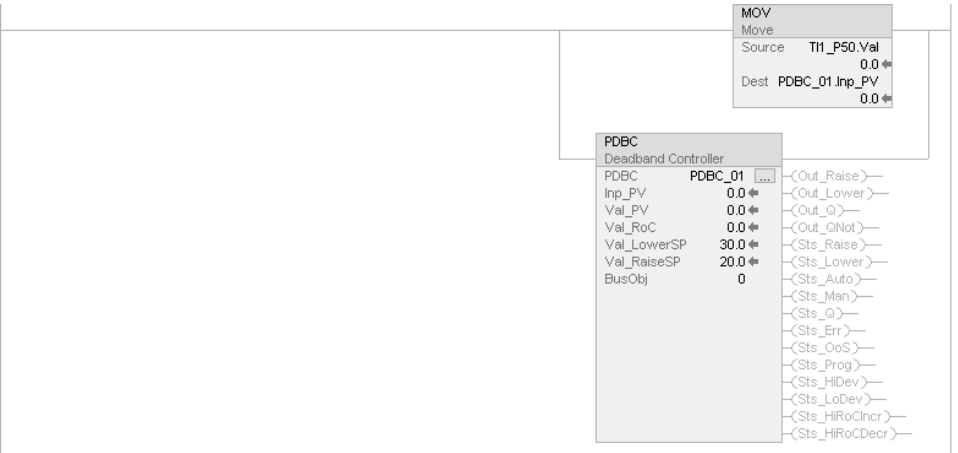 MOV
Move
Source TI1_P50.Val
0.0
Dest PDBC_01.Inp_PV
0.0
PDBC
Deadband Controller
PDBC PDBC_01 ...
Inp_PV 0.0
Val_PV 0.0
Val_RoC 0.0
Val_LowerSP 30.0
Val_RaiseSP 20.0
BusObj 0
Out_Raise
Out_Lower
Out_Q
Out_QNot
Sts_Raise
Sts_Lower
Sts_Auto
Sts_Man
Sts_Q
Sts_Err
Sts_OoS
Sts_Prog
Sts_HiDev
Sts_LoDev
Sts_HiRoCIncr
Sts_HiRoCDecr